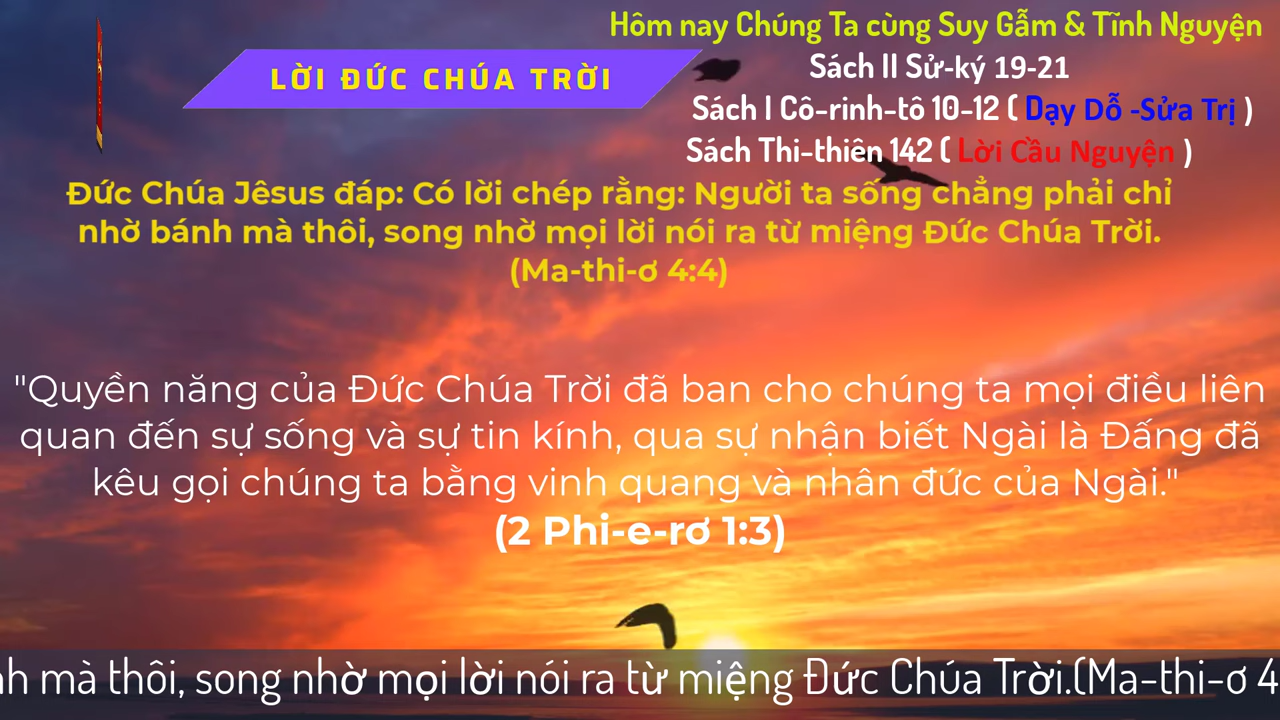 Hôm nay Chúng Ta cùng Suy Gẫm & Tĩnh Nguyện
LỜI ĐỨC CHÚA TRỜI
Sách II Sử-ký 19-21
Sách I Cô-rinh-tô 10-12 ( Dạy Dỗ -Sửa Trị )
Sách Thi-thiên 142 ( Lời Cầu Nguyện )
Đức Chúa Jêsus đáp: Có lời chép rằng: Người ta sống chẳng phải chỉ
nhờ bánh mà thôi, song nhờ mọi lời nói ra từ miệng Đức Chúa Trời.
(Ma-thi-ơ 4:4)
"Quyền năng của Đức Chúa Trời đã ban cho chúng ta mọi điều liên
quan đến sự sống và sự tin kính, qua sự nhận biết Ngài là Đấng đã
kêu gọi chúng ta bằng vinh quang và nhân đức của Ngài."
(2 Phi-e-rơ 1:3)
nh mà thôi, song nhờ mọi lời nói ra từ miệng Đức Chúa Trời.(Ma-thi-ơ 4